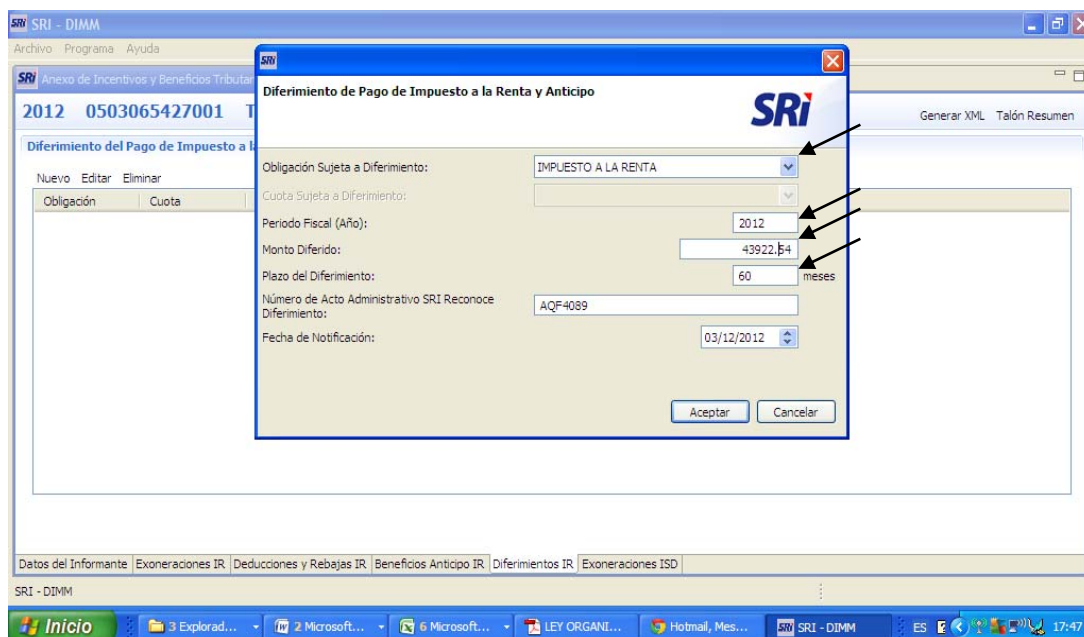 SRi SRI - DIMM
Archivo Programa Ayuda
SRi
SRi Anexo de Incentivos y Beneficios Tributar
Diferimiento de Pago de Impuesto a la Renta y Anticipo
SRi
2012 0503065427001 T
Generar XML Talón Resumen
Diferimiento del Pago de Impuesto a l
Obligación Sujeta a Diferimiento: IMPUESTO A LA RENTA
Nuevo Editar Eliminar
Obligación Cuota
Cuota Sujeta a Diferimiento:
Periodo Fiscal (Año): 2012
Monto Diferido: 43922.54
Plazo del Diferimiento: 60 meses
Número de Acto Administrativo SRI Reconoce
Diferimiento: AQF4089
Fecha de Notificación: 03/12/2012
Aceptar Cancelar
Datos del Informante Exoneraciones IR Deducciones y Rebajas IR Beneficios Anticipo IR Diferimientos IR Exoneraciones ISD
SRI - DIMM
Inicio 3 Explorad... 2 Microsoft... 6 Microsoft... LEY ORGANI... Hotmail, Mes... SRi SRI - DIMM ES 17:47